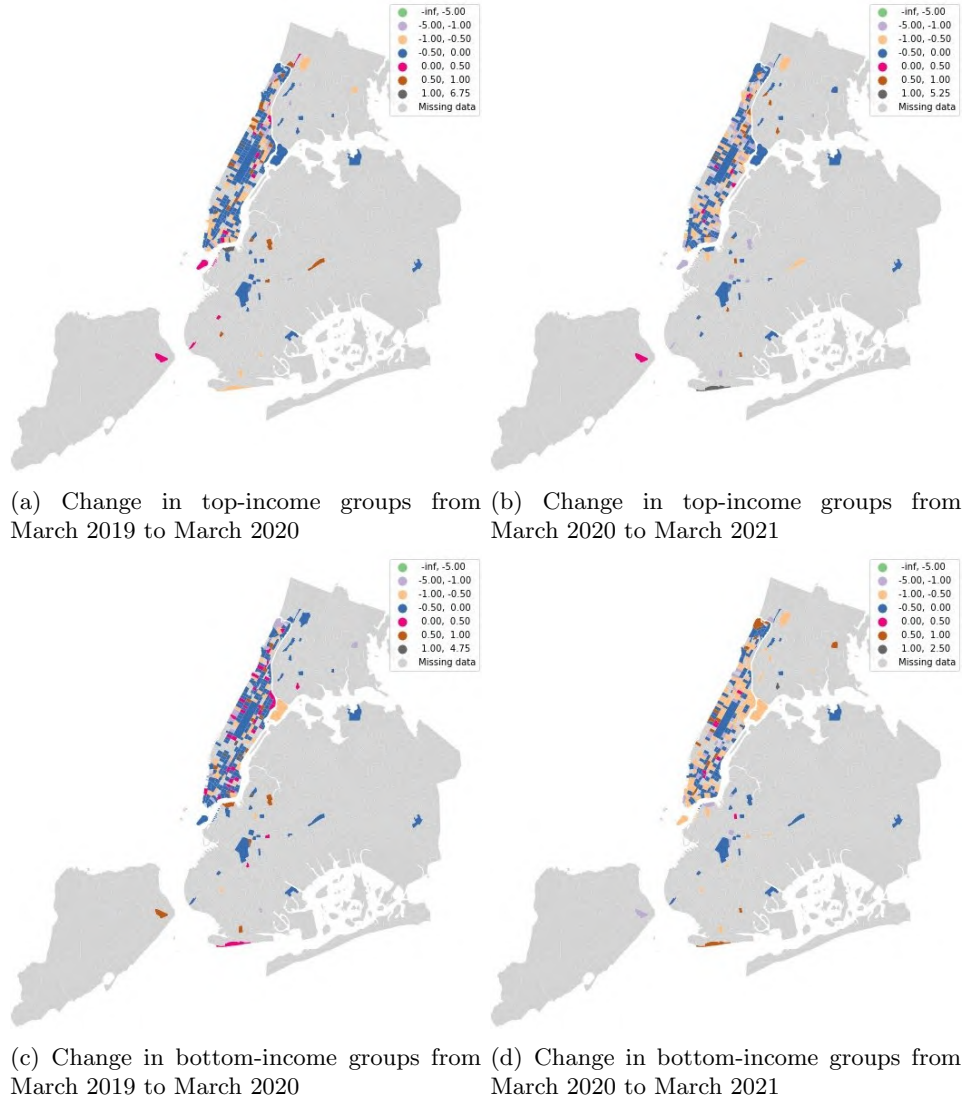 -inf, -5.00
-5.00, -1.00
-1.00, -0.50
-0.50, 0.00
0.00, 0.50
0.50, 1.00
1.00, 6.75
Missing data
-inf, -5.00
-5.00, -1.00
-1.00, -0.50
-0.50, 0.00
0.00, 0.50
0.50, 1.00
1.00, 5.25
Missing data
(a) Change in top-income groups from
March 2019 to March 2020
(b) Change in top-income groups from
March 2020 to March 2021
-inf, -5.00
-5.00, -1.00
-1.00, -0.50
-0.50, 0.00
0.00, 0.50
0.50, 1.00
1.00, 4.75
Missing data
-inf, -5.00
-5.00, -1.00
-1.00, -0.50
-0.50, 0.00
0.00, 0.50
0.50, 1.00
1.00, 2.50
Missing data
(c) Change in bottom-income groups from
March 2019 to March 2020
(d) Change in bottom-income groups from
March 2020 to March 2021